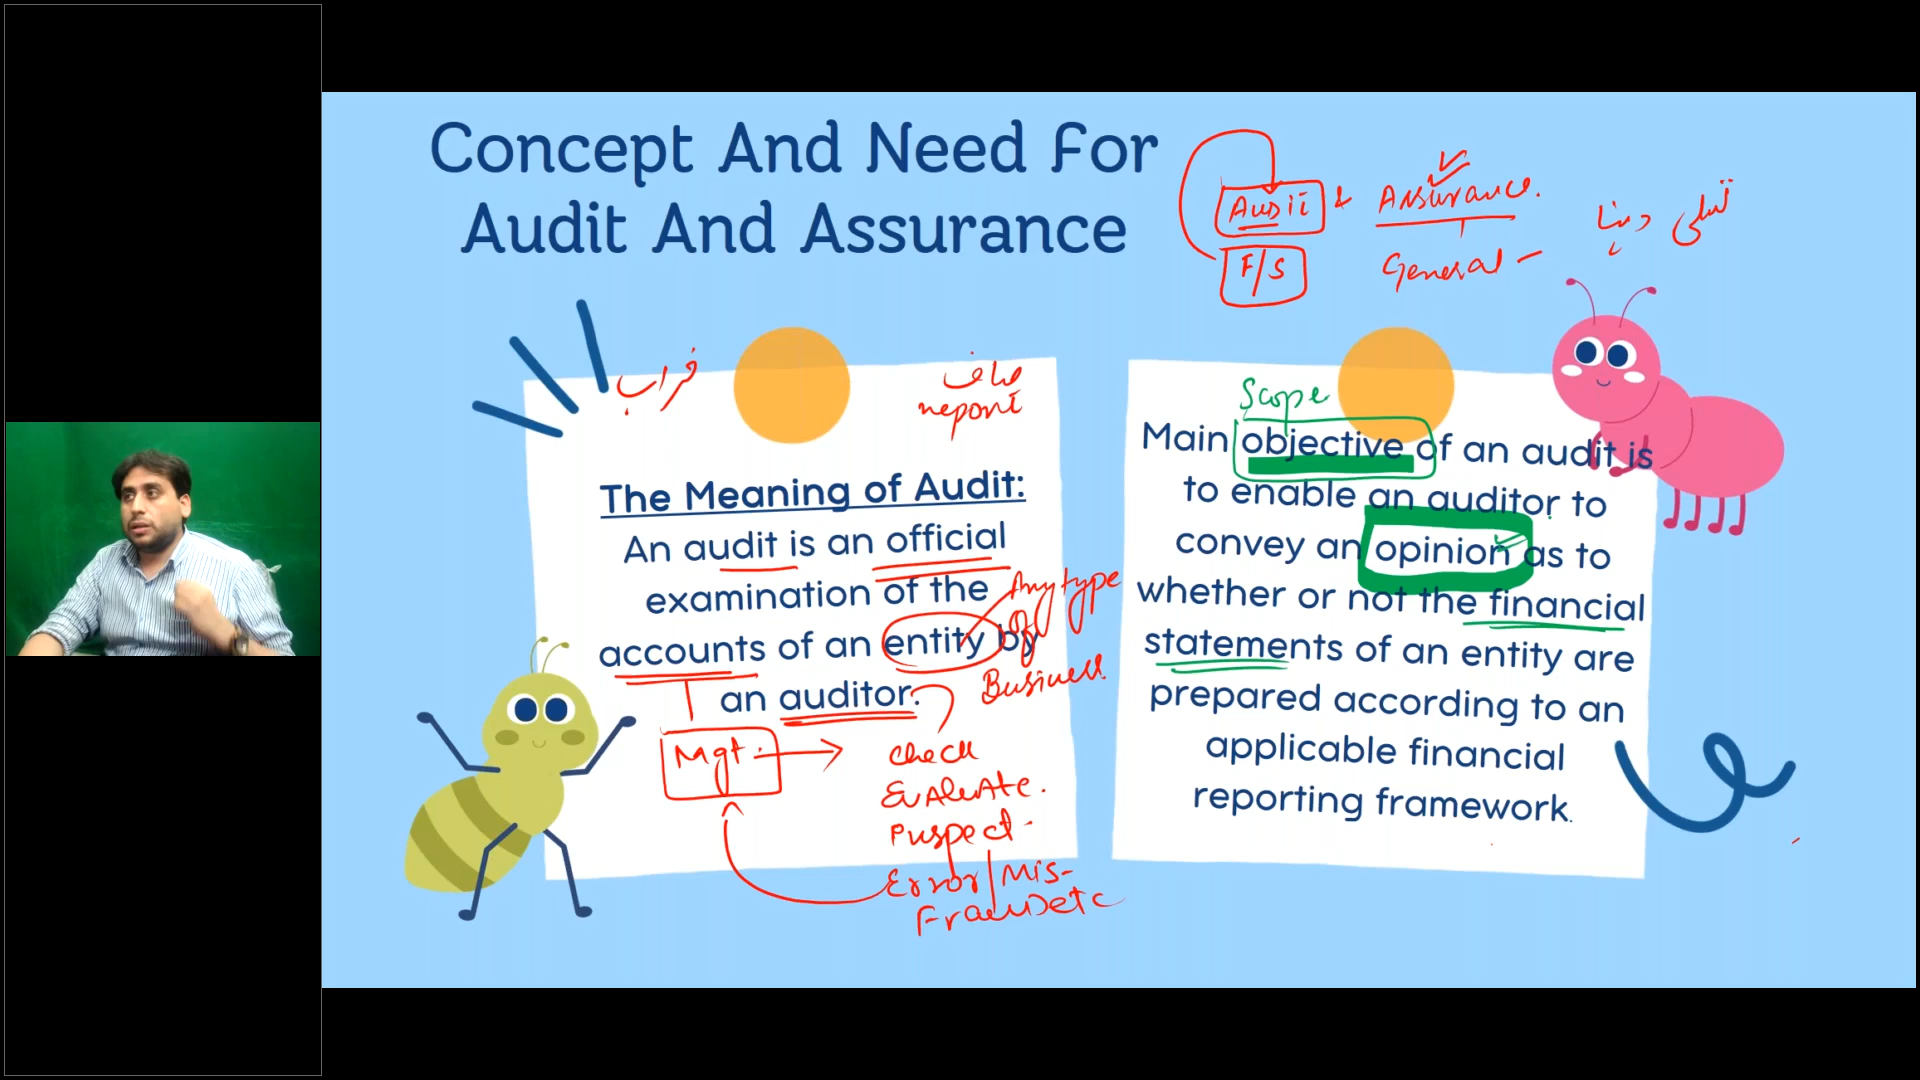 Concept And Need For
Audit And Assurance
Audit & Assurance.
F/S
General -
تسلی دینا
خراب
صاف
report
The Meaning of Audit:
An audit is an official
examination of the
accounts of an entity by
an auditor.
Any type
of
Business.
Mgt.
check
Evaluate.
Error/Mis-
Fraud etc
Scope
Main objective of an audit is
to enable an auditor to
convey an opinion as to
whether or not the financial
statements of an entity are
prepared according to an
applicable financial
reporting framework.